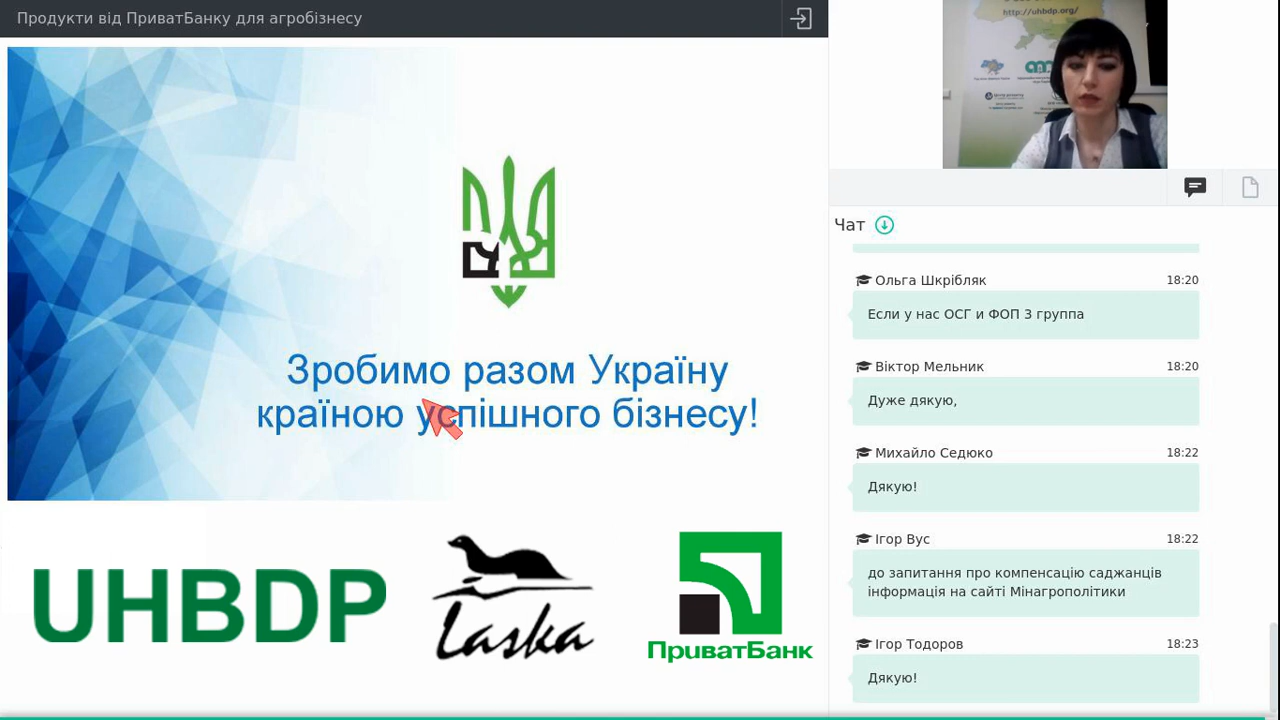 Продукти від ПриватБанку для агробізнесу
http://uhbdp.org/
Зробимо разом Україну
країною успішного бізнесу!
UHBDP
Laska
ПриватБанк
Чат
Ольга Шкрібляк 18:20
Если у нас ОСГ и ФОП 3 группа
Віктор Мельник 18:20
Дуже дякую,
Михайло Седюко 18:22
Дякую!
Ігор Вус 18:22
до запитання про компенсацію саджанців
інформація на сайті Мінагрополітики
Ігор Тодоров 18:23
Дякую!